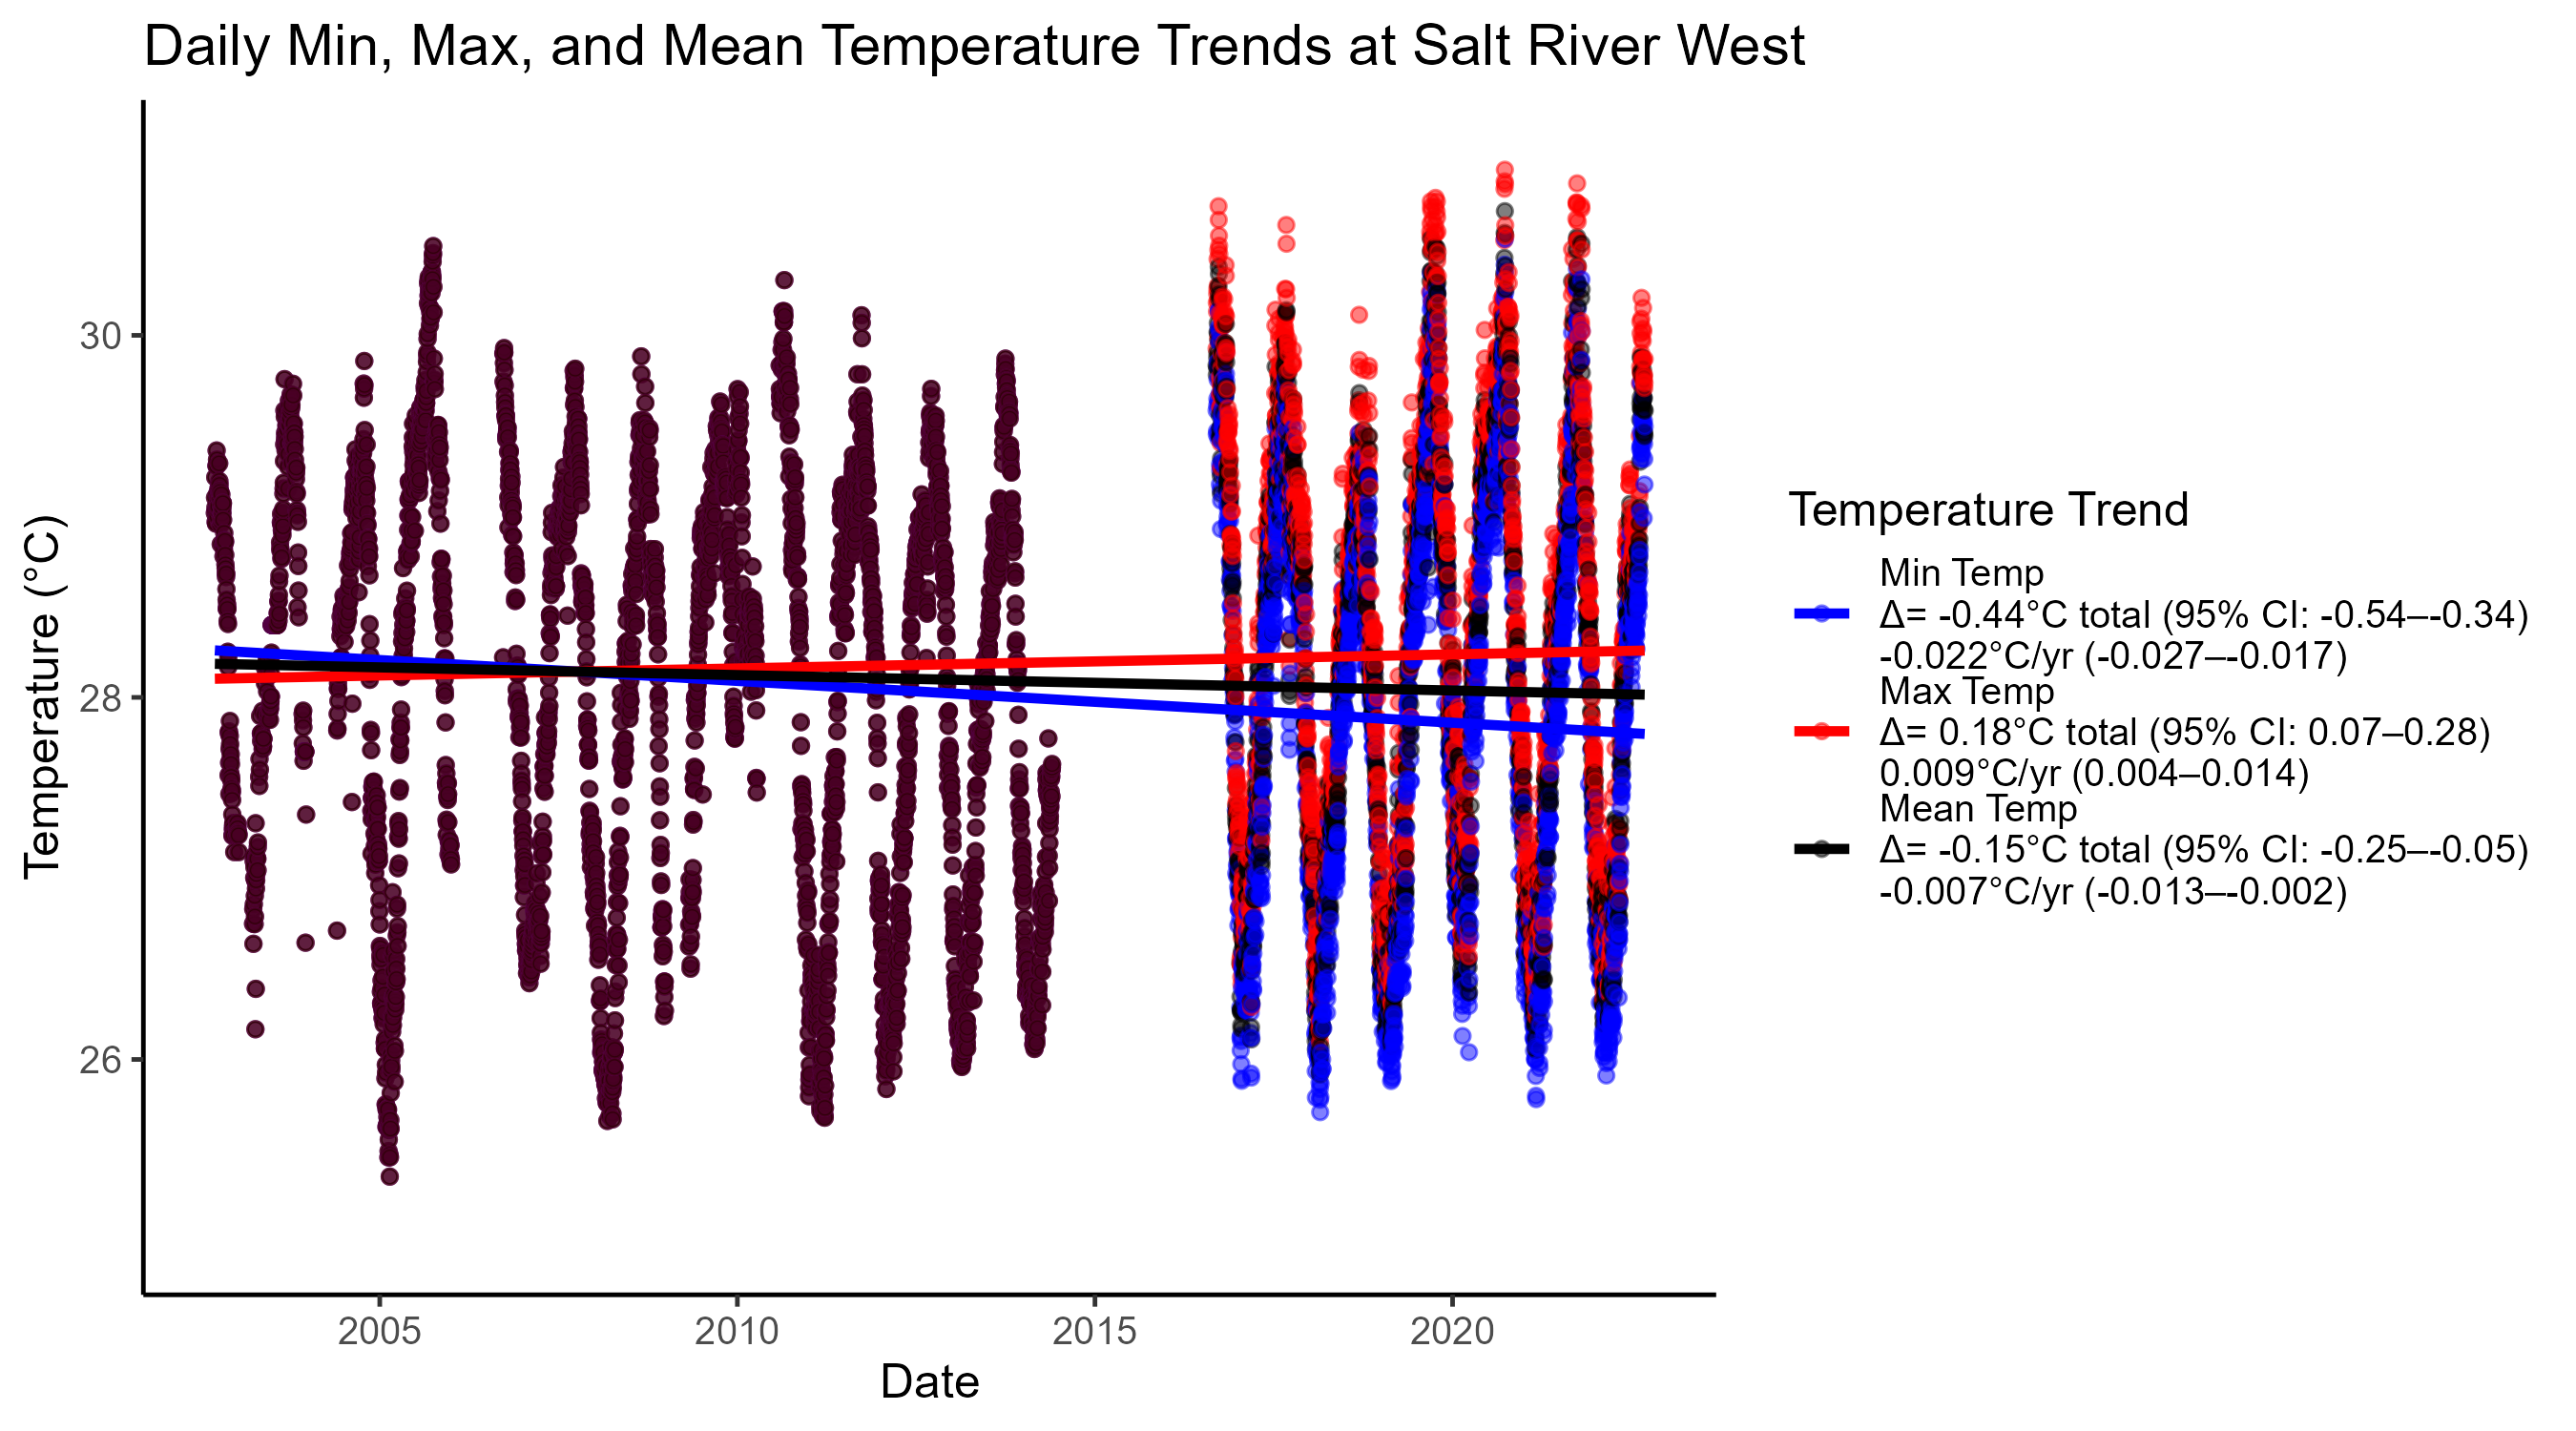 Daily Min, Max, and Mean Temperature Trends at Salt River West
Temperature (°C)
30
28
26
2005
2010
2015
2020
Date
Temperature Trend
Min Temp
Δ= -0.44°C total (95% CI: -0.54–-0.34)
-0.022°C/yr (-0.027–-0.017)
Max Temp
Δ= 0.18°C total (95% CI: 0.07–0.28)
0.009°C/yr (0.004–0.014)
Mean Temp
Δ= -0.15°C total (95% CI: -0.25–-0.05)
-0.007°C/yr (-0.013–-0.002)